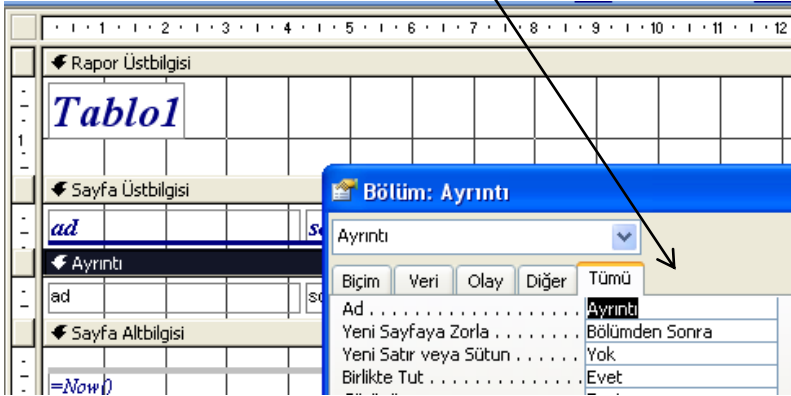 1 2 3 4 5 6 7 8 9 10 11 12
Rapor Üstbilgisi
Tablo1
1
Sayfa Üstbilgisi
ad
Ayrıntı
ad
Sayfa Altbilgisi
=Now()
Bölüm: Ayrıntı
Ayrıntı
Biçim Veri Olay Diğer Tümü
Ad . . . . . . . . . . . . . . . . . . . Ayrıntı
Yeni Sayfaya Zorla . . . . . . . . Bölümden Sonra
Yeni Satır veya Sütun . . . . . . Yok
Birlikte Tut . . . . . . . . . . . . . . Evet